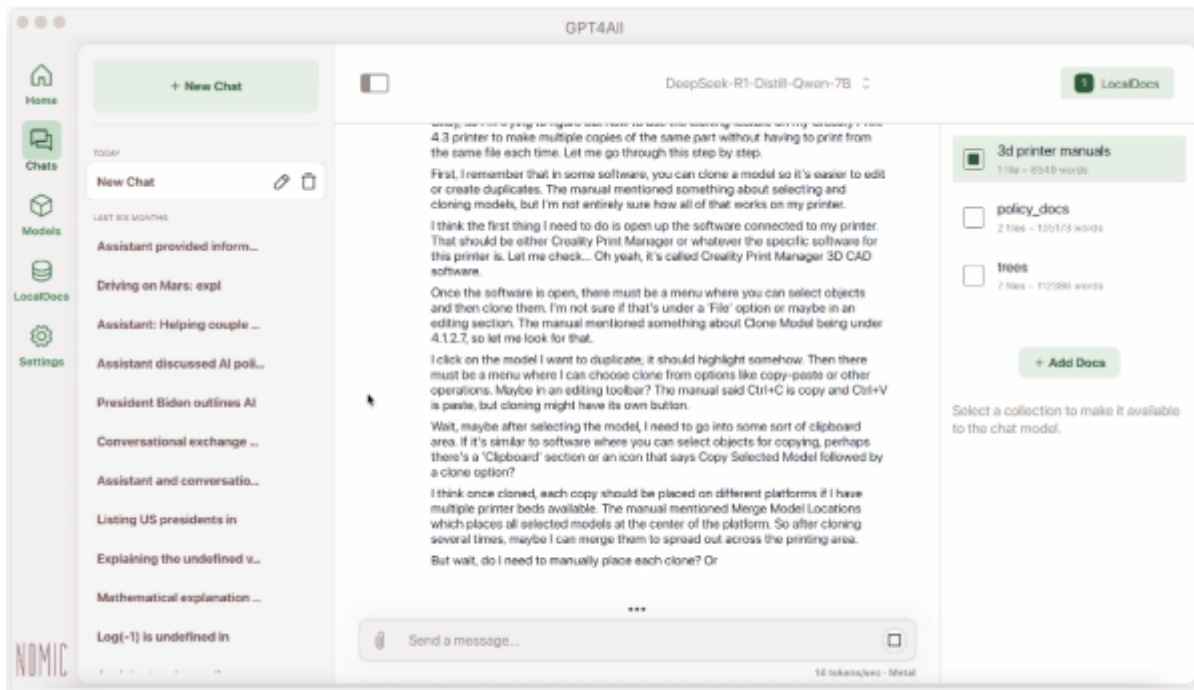 GPT4All
Home
Chats
Models
LocalDocs
Settings
NOMIC
+ New Chat
TODAY
New Chat
LAST SIX MONTHS
Assistant provided inform...
Driving on Mars: expl
Assistant: Helping couple ...
Assistant discussed AI poli...
President Biden outlines AI
Conversational exchange ...
Assistant and conversatio...
Listing US presidents in
Explaining the undefined v...
Mathematical explanation ...
Log(-1) is undefined in
DeepSeek-R1-Distill-Qwen-7B
4.3 printer to make multiple copies of the same part without having to print from
the same file each time. Let me go through this step by step.
First, I remember that in some software, you can clone a model so it's easier to edit
or create duplicates. The manual mentioned something about selecting and
cloning models, but I'm not entirely sure how all of that works on my printer.
I think the first thing I need to do is open up the software connected to my printer.
That should be either Creality Print Manager or whatever the specific software for
this printer is. Let me check... Oh yeah, it's called Creality Print Manager 3D CAD
software.
Once the software is open, there must be a menu where you can select objects
and then clone them. I'm not sure if that's under a 'File' option or maybe in an
editing section. The manual mentioned something about Clone Model being under
4.1.2.7, so let me look for that.
I click on the model I want to duplicate; it should highlight somehow. Then there
must be a menu where I can choose clone from options like copy-paste or other
operations. Maybe in an editing toolbar? The manual said Ctrl+C is copy and Ctrl+V
is paste, but cloning might have its own button.
Wait, maybe after selecting the model, I need to go into some sort of clipboard
area. If it's similar to software where you can select objects for copying, perhaps
there's a 'Clipboard' section or an icon that says Copy Selected Model followed by
a clone option?
I think once cloned, each copy should be placed on different platforms if I have
multiple printer beds available. The manual mentioned Merge Model Locations
which places all selected models at the center of the platform. So after cloning
several times, maybe I can merge them to spread out across the printing area.
But wait, do I need to manually place each clone? Or
Send a message...
14 tokens/sec - Metal
1 LocalDocs
3d printer manuals
1 file – 8549 words
policy_docs
2 files – 135173 words
trees
7 files – words
+ Add Docs
Select a collection to make it available
to the chat model.